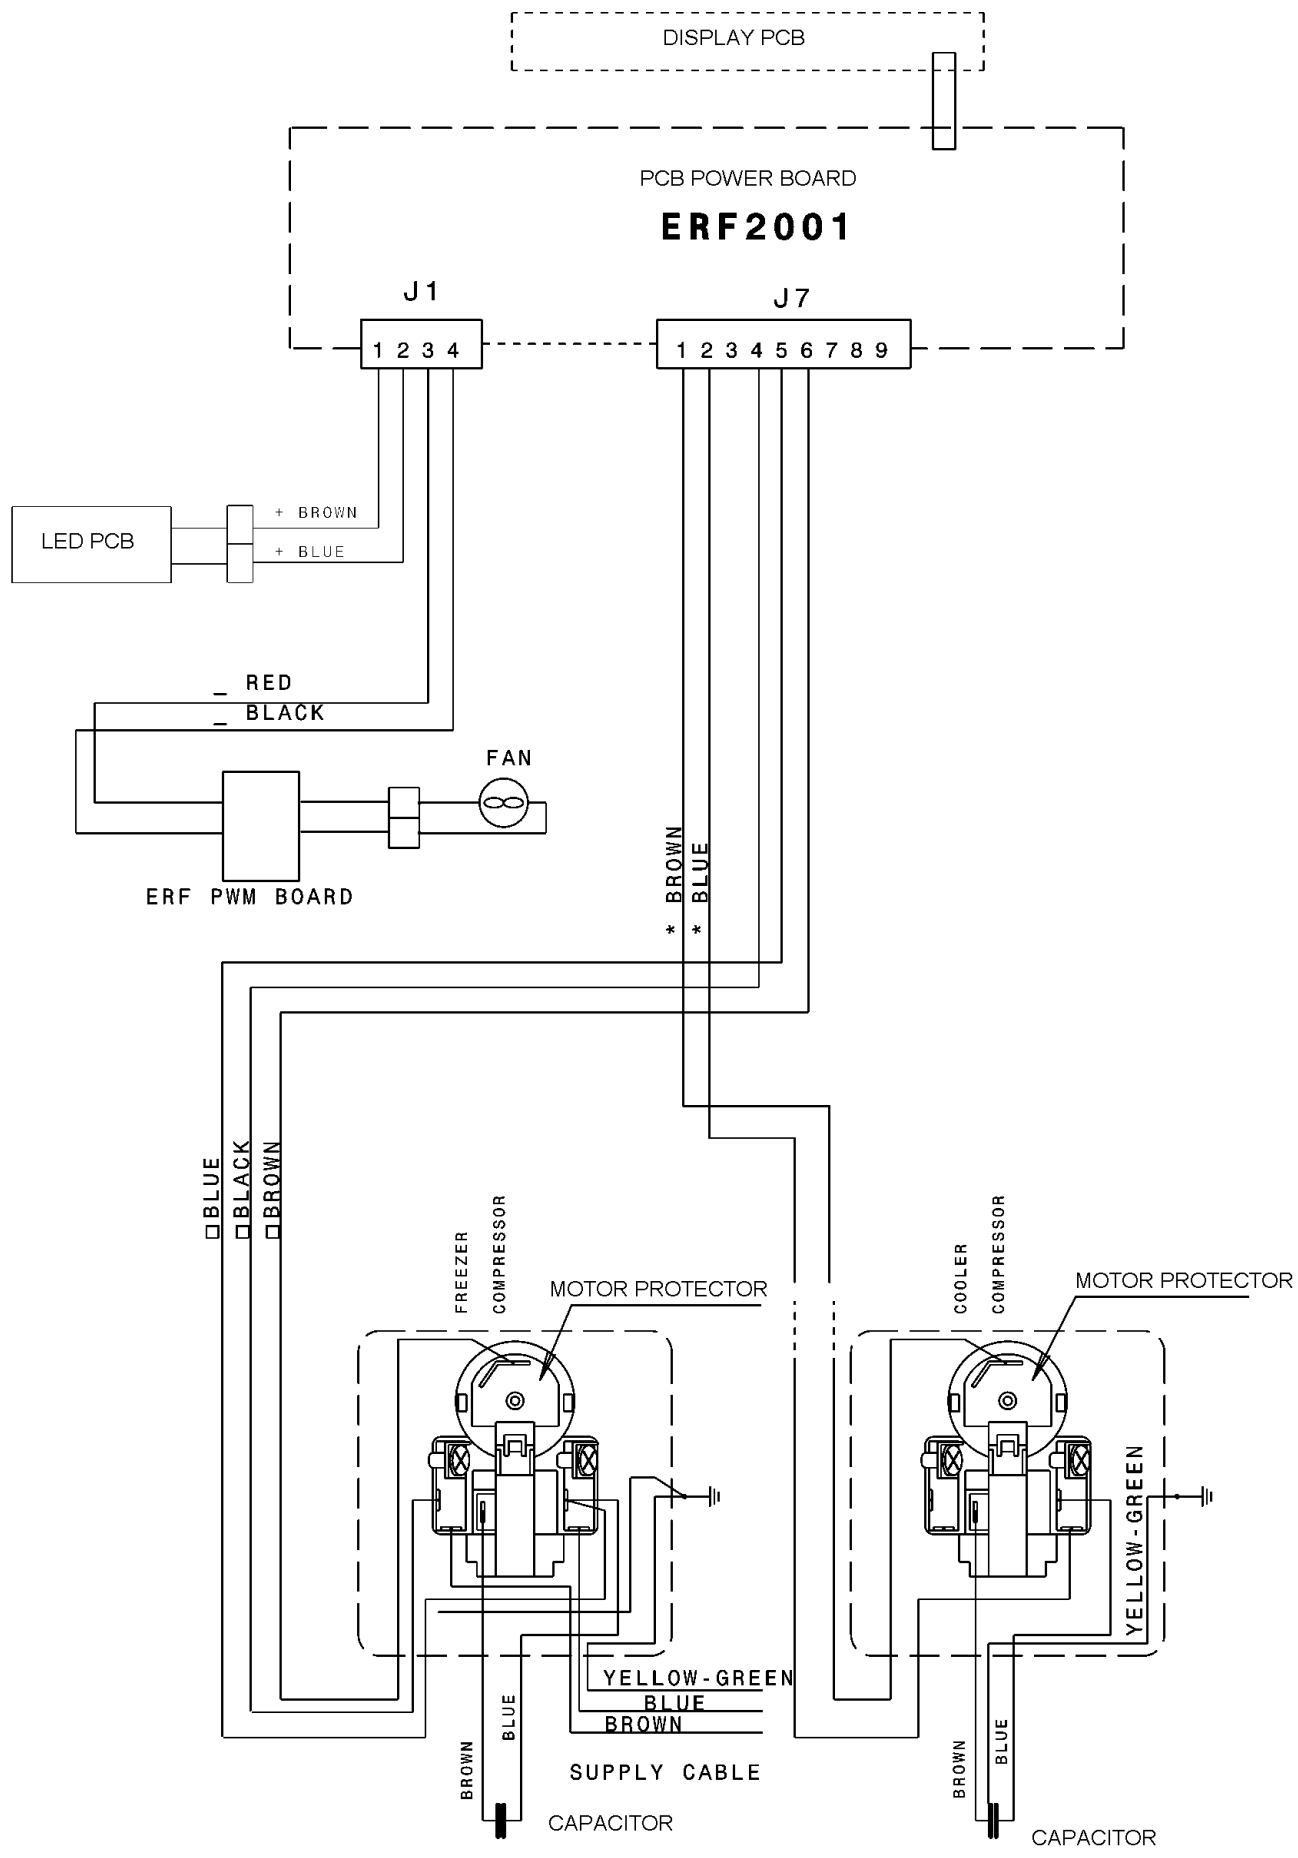 DISPLAY PCB
PCB POWER BOARD
ERF2001
J1
J7
1 2 3 4
1 2 3 4 5 6 7 8 9
+ BROWN
LED PCB
+ BLUE
_ RED
_ BLACK
FAN
ERF PWM BOARD
* BROWN
* BLUE
□BLUE
□BLACK
□BROWN
FREEZER
COMPRESSOR
MOTOR PROTECTOR
COOLER
COMPRESSOR
MOTOR PROTECTOR
YELLOW-GREEN
YELLOW-GREEN
BLUE
BROWN
SUPPLY CABLE
BROWN
BLUE
CAPACITOR
BROWN
BLUE
CAPACITOR